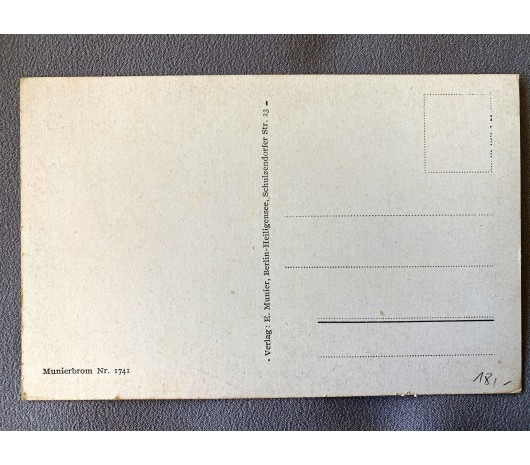 • Verlag: E. Munier, Berlin-Heiligensee, Schulzendorfer Str. 23 •
Munierbrom Nr. 1741
18,-